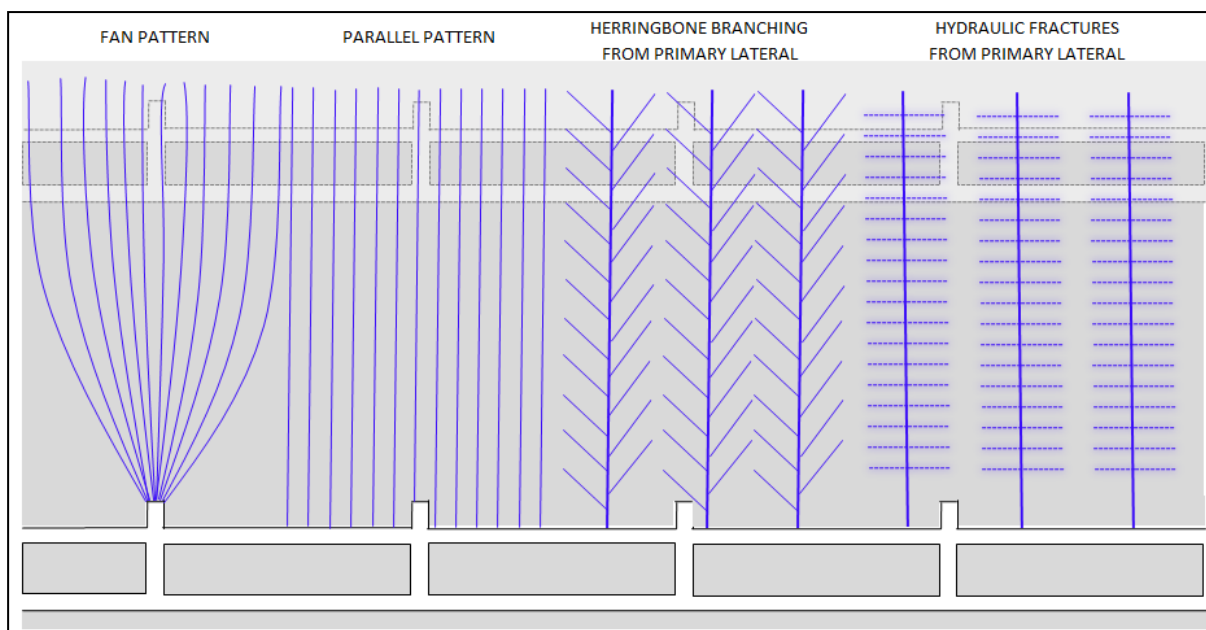 FAN PATTERN
PARALLEL PATTERN
HERRINGBONE BRANCHING
FROM PRIMARY LATERAL
HYDRAULIC FRACTURES
FROM PRIMARY LATERAL